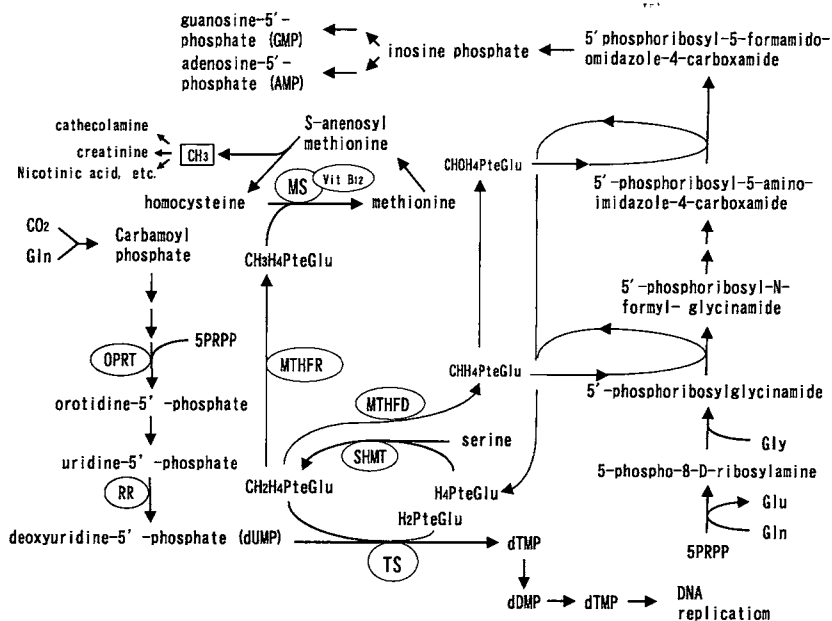 guanosine-5'-
phosphate (GMP)
adenosine-5'-
phosphate (AMP)
inosine phosphate
5'phosphoribosyl-5-formamido-
omidazole-4-carboxamide
cathecolamine
creatinine
Nicotinic acid, etc.
CH3
S-anenosyl
methionine
MS
Vit B12
homocysteine
methionine
CHOH4PteGlu
5'-phosphoribosyl-5-amino-
imidazole-4-carboxamide
CO2
Gln
Carbamoyl
phosphate
CH3H4PteGlu
5'-phosphoribosyl-N-
formyl- glycinamide
OPRT
5PRPP
MTHFR
CHH4PteGlu
5'-phosphoribosylglycinamide
orotidine-5' -phosphate
MTHFD
serine
Gly
uridine-5' -phosphate
SHMT
5-phospho-8-D-ribosylamine
RR
CH2H4PteGlu
H4PteGlu
Glu
H2PteGlu
Gln
deoxyuridine-5' -phosphate (dUMP)
TS
dTMP
5PRPP
dDMP
dTMP
DNA
replicatiom